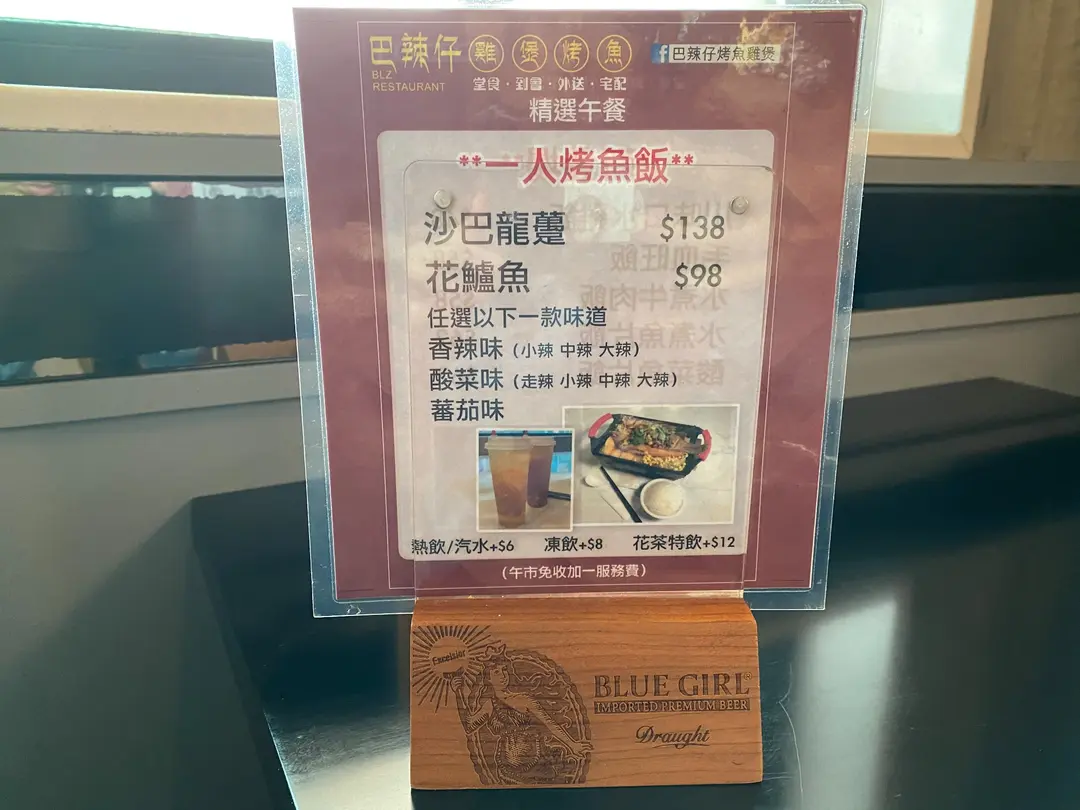 巴辣仔 雞煲烤魚
BLZ
RESTAURANT
堂食·到會·外送·宅配
f 巴辣仔烤魚雞煲
精選午餐
**一人烤魚飯**
沙巴龍躉 $138
花鱸魚 $98
任選以下一款味道
香辣味 (小辣 中辣 大辣)
酸菜味 (走辣 小辣 中辣 大辣)
蕃茄味
熱飲/汽水+$6 凍飲+$8 花茶特飲+$12
(午市免收加一服務費)
Excelsior
BLUE GIRL®
IMPORTED PREMIUM BEER
Draught